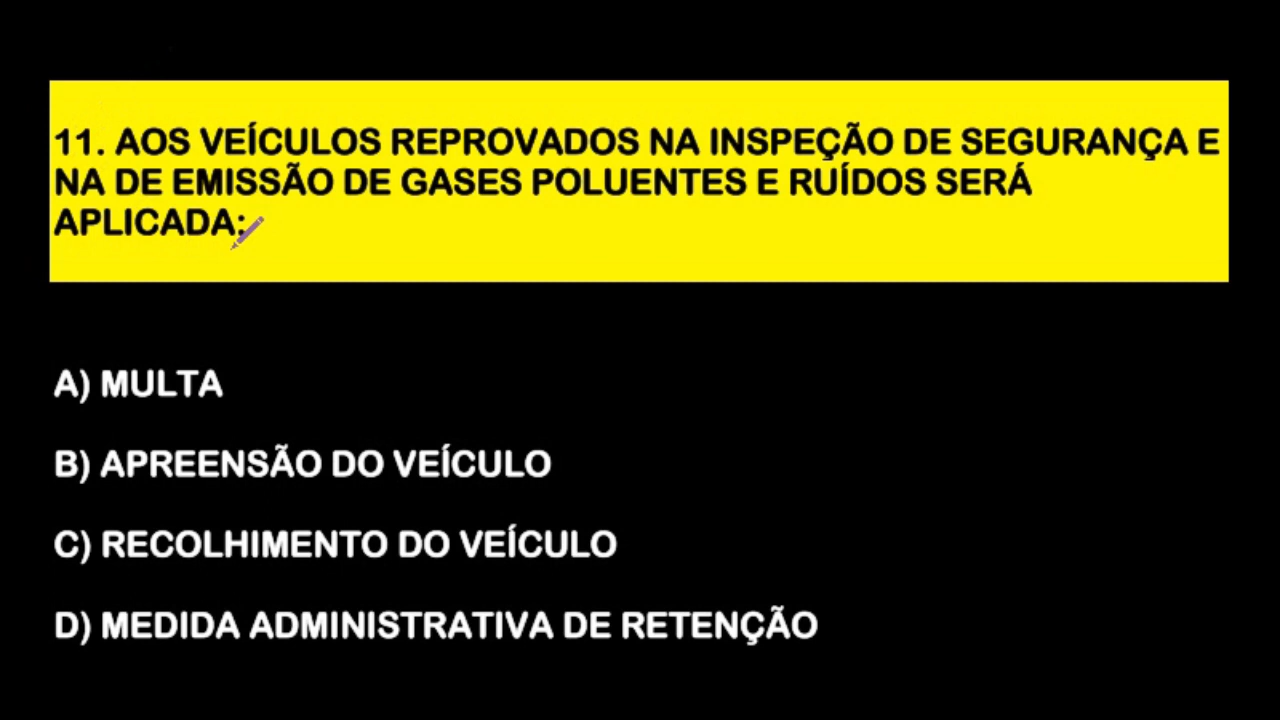 11. AOS VEÍCULOS REPROVADOS NA INSPEÇÃO DE SEGURANÇA E
NA DE EMISSÃO DE GASES POLUENTES E RUÍDOS SERÁ
APLICADA:
A) MULTA
B) APREENSÃO DO VEÍCULO
C) RECOLHIMENTO DO VEÍCULO
D) MEDIDA ADMINISTRATIVA DE RETENÇÃO